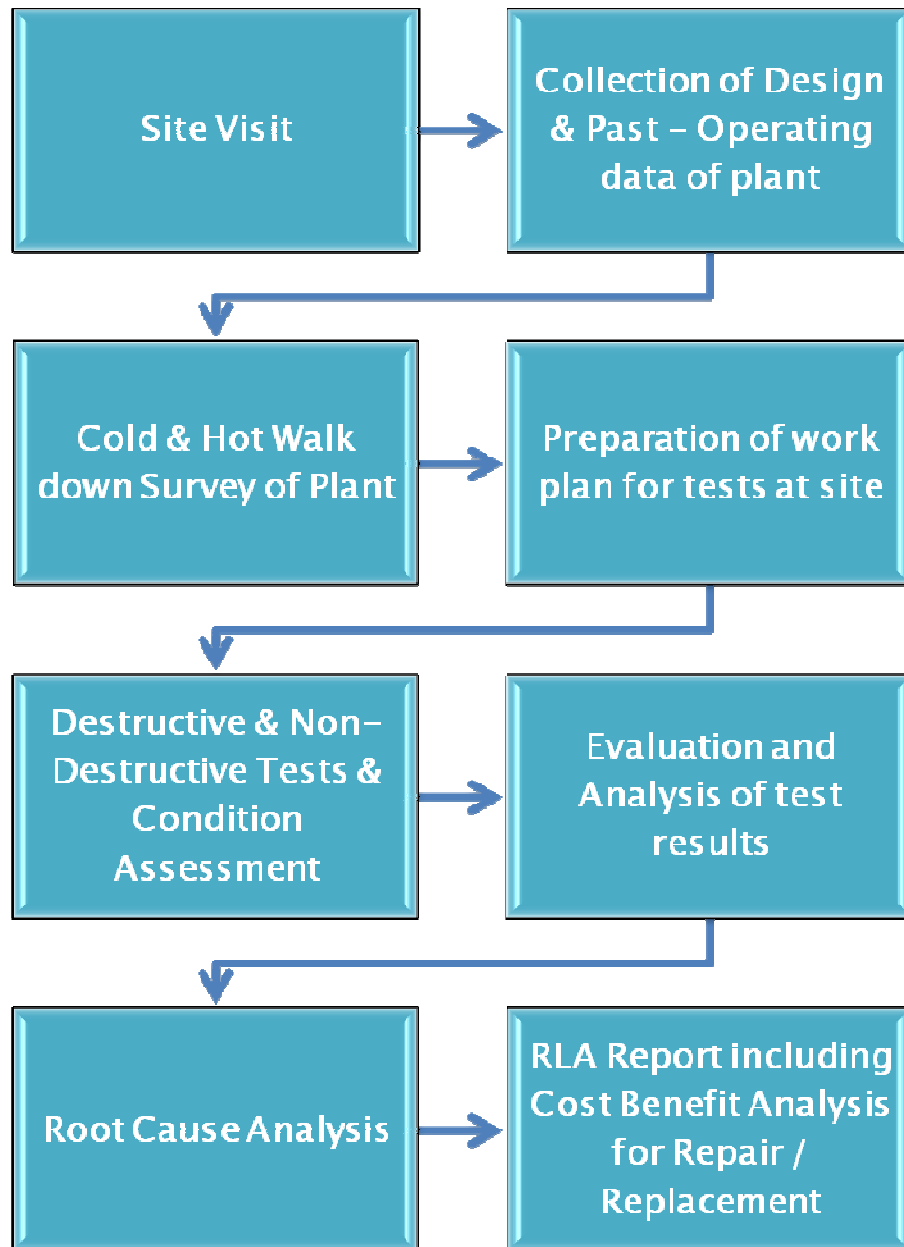 Site Visit
Collection of Design
& Past – Operating
data of plant
Cold & Hot Walk
down Survey of Plant
Preparation of work
plan for tests at site
Destructive & Non–
Destructive Tests &
Condition
Assessment
Evaluation and
Analysis of test
results
Root Cause Analysis
RLA Report including
Cost Benefit Analysis
for Repair /
Replacement